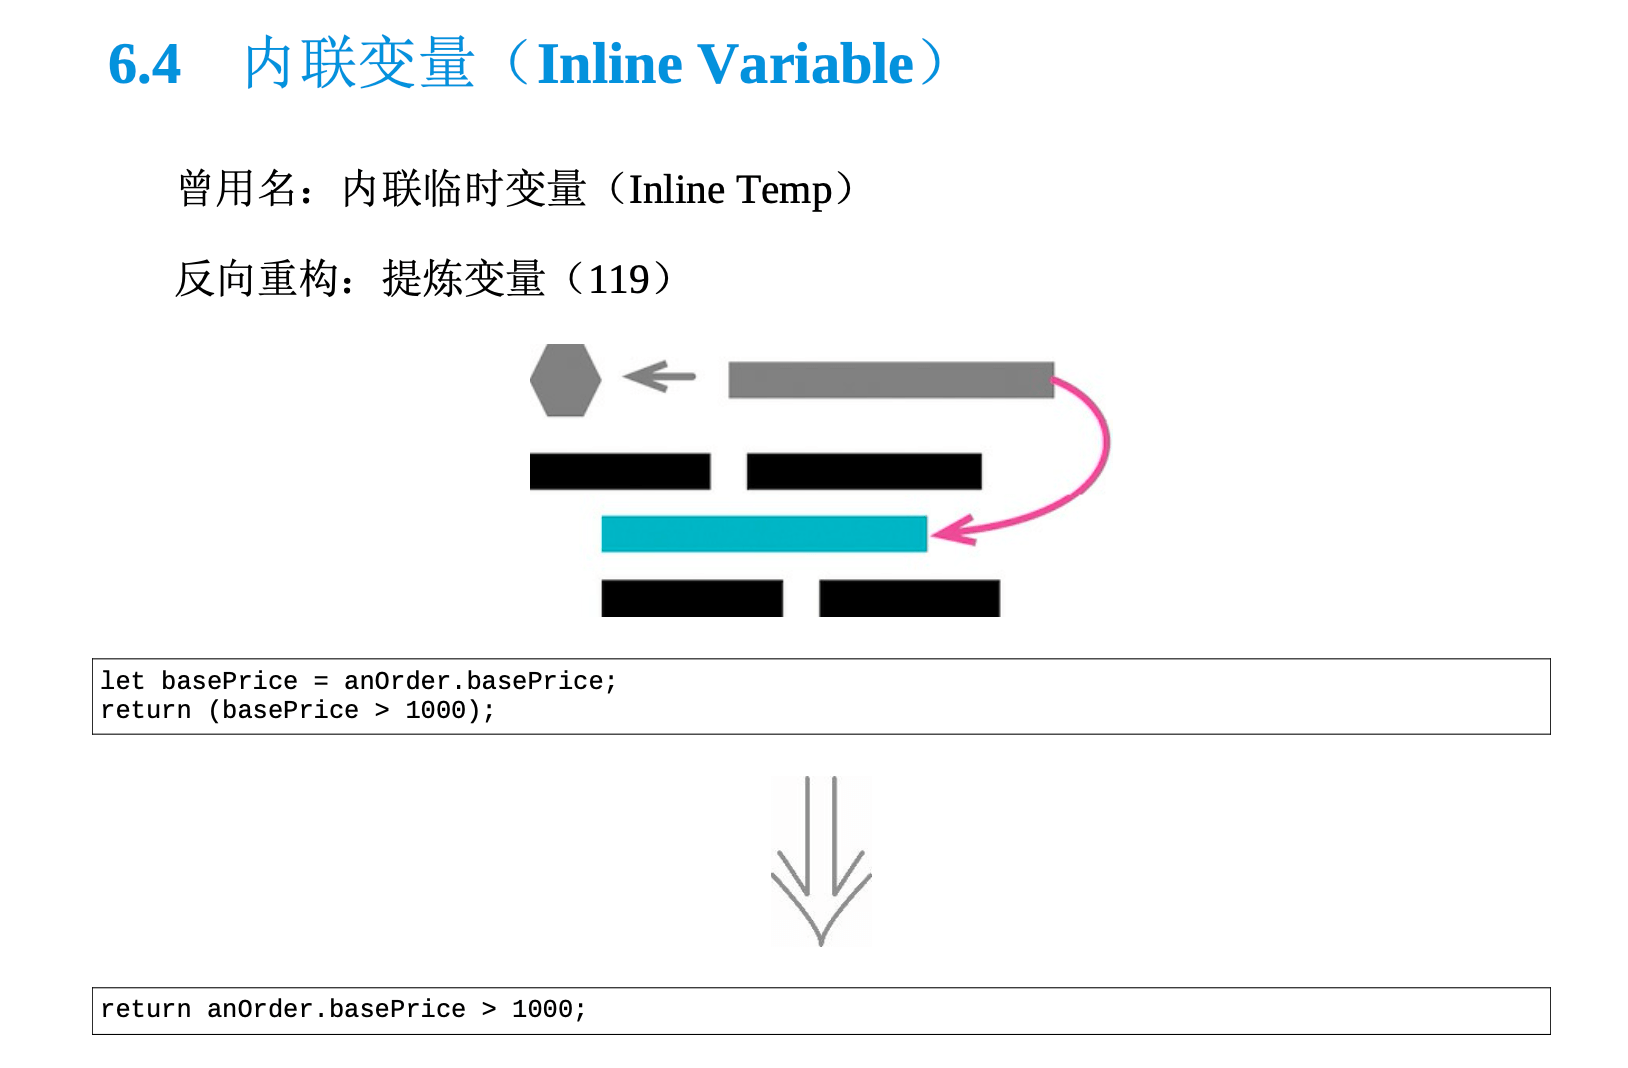 6.4 内联变量（Inline Variable）
曾用名：内联临时变量（Inline Temp）
反向重构：提炼变量（119）
let basePrice = anOrder.basePrice;
return (basePrice > 1000);
return anOrder.basePrice > 1000;